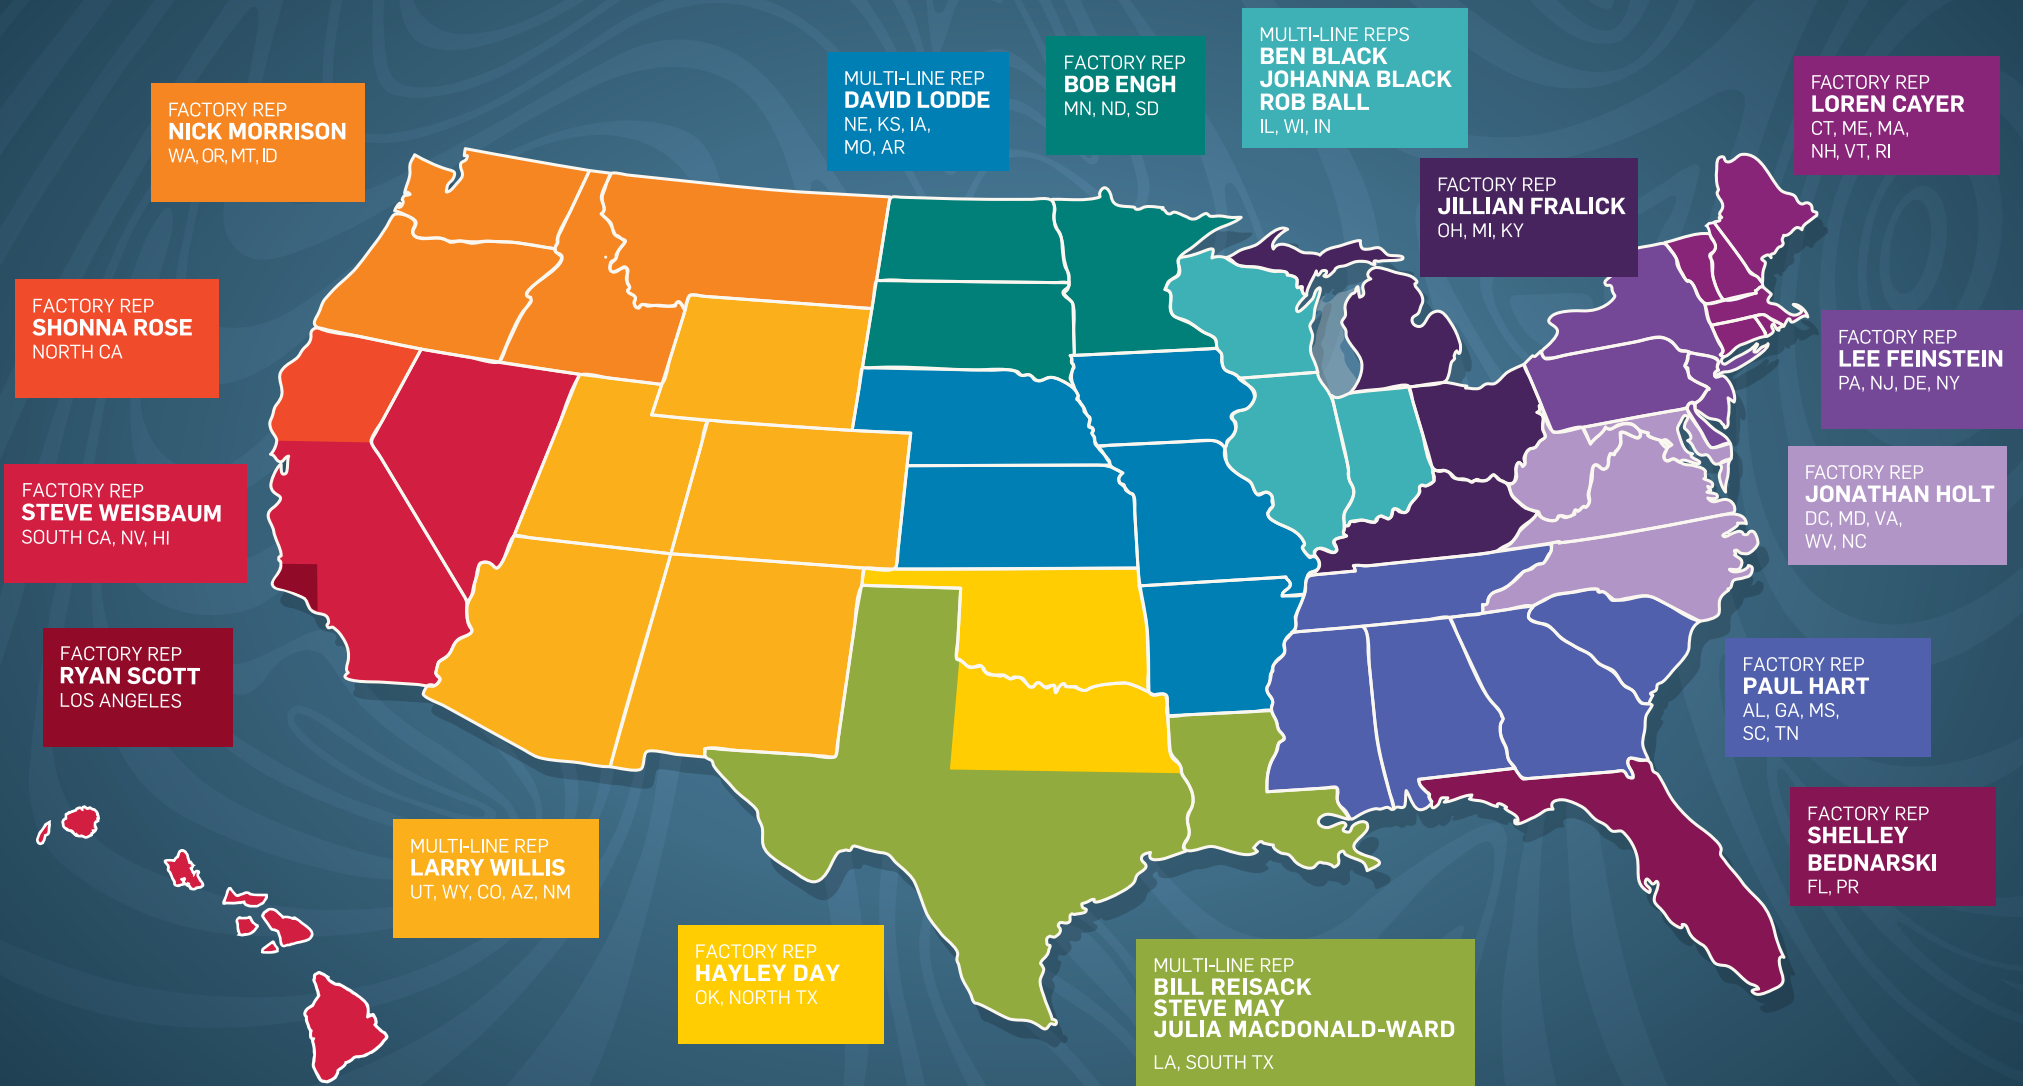 FACTORY REP
NICK MORRISON
WA, OR, MT, ID
MULTI-LINE REP
DAVID LODDE
NE, KS, IA,
MO, AR
FACTORY REP
BOB ENGH
MN, ND, SD
MULTI-LINE REPS
BEN BLACK
JOHANNA BLACK
ROB BALL
IL, WI, IN
FACTORY REP
LOREN CAYER
CT, ME, MA,
NH, VT, RI
FACTORY REP
JILLIAN FRALICK
OH, MI, KY
FACTORY REP
SHONNA ROSE
NORTH CA
FACTORY REP
LEE FEINSTEIN
PA, NJ, DE, NY
FACTORY REP
STEVE WEISBAUM
SOUTH CA, NV, HI
FACTORY REP
JONATHAN HOLT
DC, MD, VA,
WV, NC
FACTORY REP
RYAN SCOTT
LOS ANGELES
FACTORY REP
PAUL HART
AL, GA, MS,
SC, TN
FACTORY REP
SHELLEY
BEDNARSKI
FL, PR
MULTI-LINE REP
LARRY WILLIS
UT, WY, CO, AZ, NM
FACTORY REP
HAYLEY DAY
OK, NORTH TX
MULTI-LINE REP
BILL REISACK
STEVE MAY
JULIA MACDONALD-WARD
LA, SOUTH TX